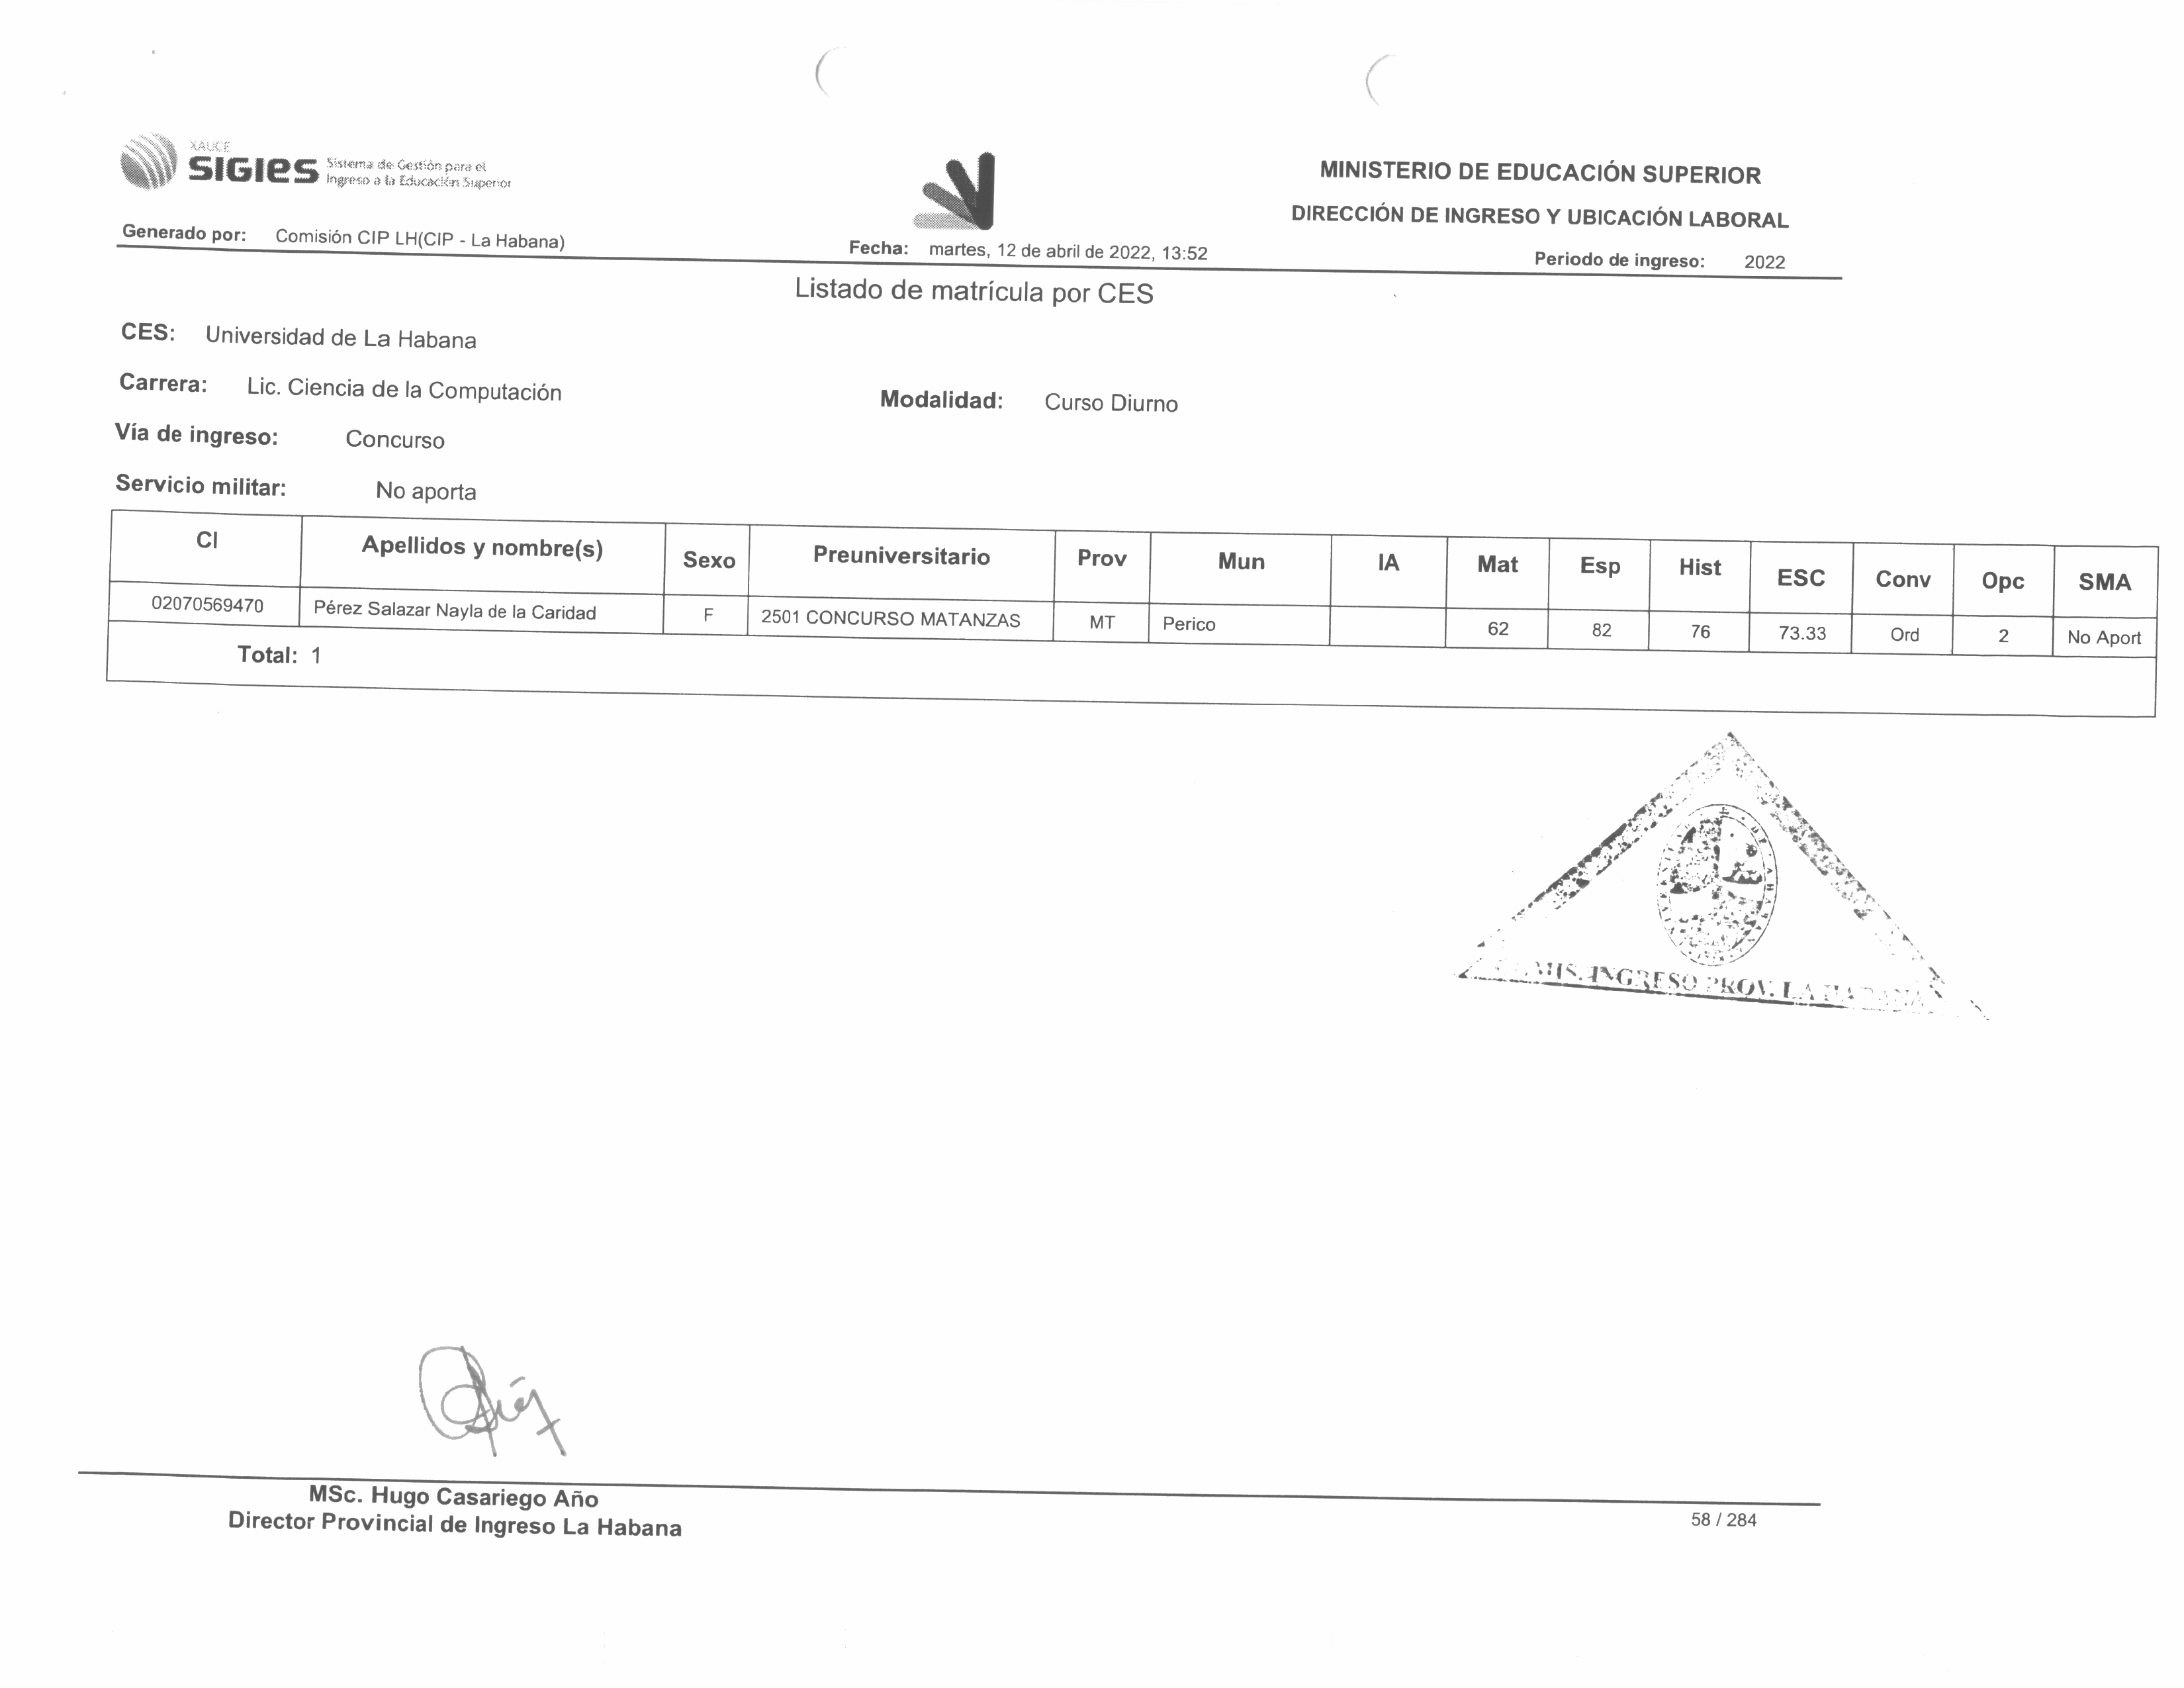 XAUCE
SIGIES Sistema de Gestión para el
Ingreso a la Educación Superior
MINISTERIO DE EDUCACIÓN SUPERIOR
DIRECCIÓN DE INGRESO Y UBICACIÓN LABORAL
Generado por: Comisión CIP LH(CIP - La Habana) Fecha: martes, 12 de abril de 2022, 13:52 Periodo de ingreso: 2022
Listado de matrícula por CES
CES: Universidad de La Habana
Carrera: Lic. Ciencia de la Computación Modalidad: Curso Diurno
Vía de ingreso: Concurso
Servicio militar: No aporta
CI Apellidos y nombre(s) Sexo Preuniversitario Prov Mun IA Mat Esp Hist ESC Conv Opc SMA
02070569470 Pérez Salazar Nayla de la Caridad F 2501 CONCURSO MATANZAS MT Perico 62 82 76 73.33 Ord 2 No Aport
Total: 1
INGRESO PROV. LA HABANA
MSc. Hugo Casariego Año
Director Provincial de Ingreso La Habana
58 / 284